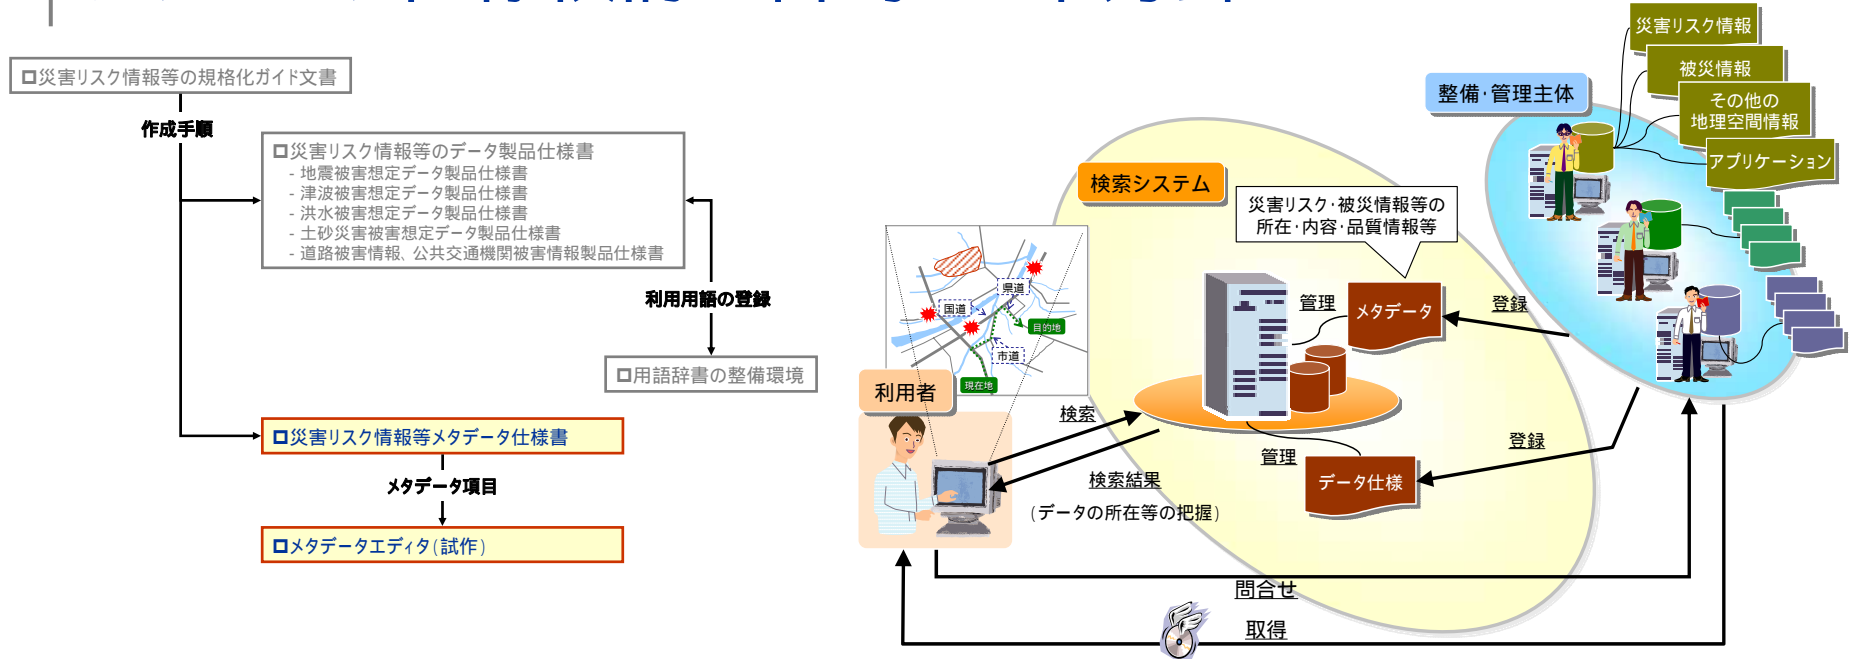 □災害リスク情報等の規格化ガイド文書
作成手順
□災害リスク情報等のデータ製品仕様書
- 地震被害想定データ製品仕様書
- 津波被害想定データ製品仕様書
- 洪水被害想定データ製品仕様書
- 土砂災害被害想定データ製品仕様書
- 道路被害情報、公共交通機関被害情報製品仕様書
利用用語の登録
□用語辞書の整備環境
□災害リスク情報等メタデータ仕様書
メタデータ項目
□メタデータエディタ(試作)
災害リスク情報
被災情報
その他の
地理空間情報
アプリケーション
整備・管理主体
検索システム
災害リスク・被災情報等の
所在・内容・品質情報等
県道
国道
目的地
市道
現在地
利用者
管理
メタデータ
登録
検索
検索結果
(データの所在等の把握)
管理
データ仕様
登録
問合せ
取得